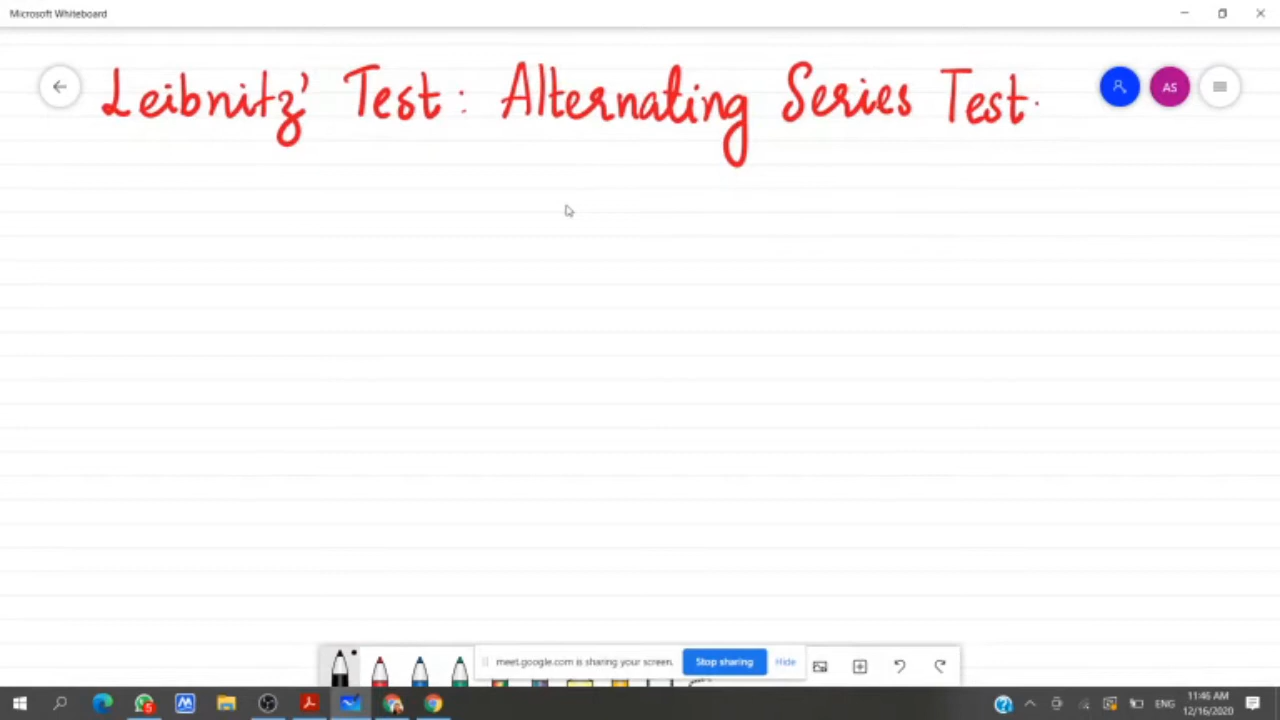 Microsoft Whiteboard
Leibnitz' Test : Alternating Series Test.
AS
meet.google.com is sharing your screen.
Stop sharing
Hide
5
ENG
11:46 AM
12/16/2020